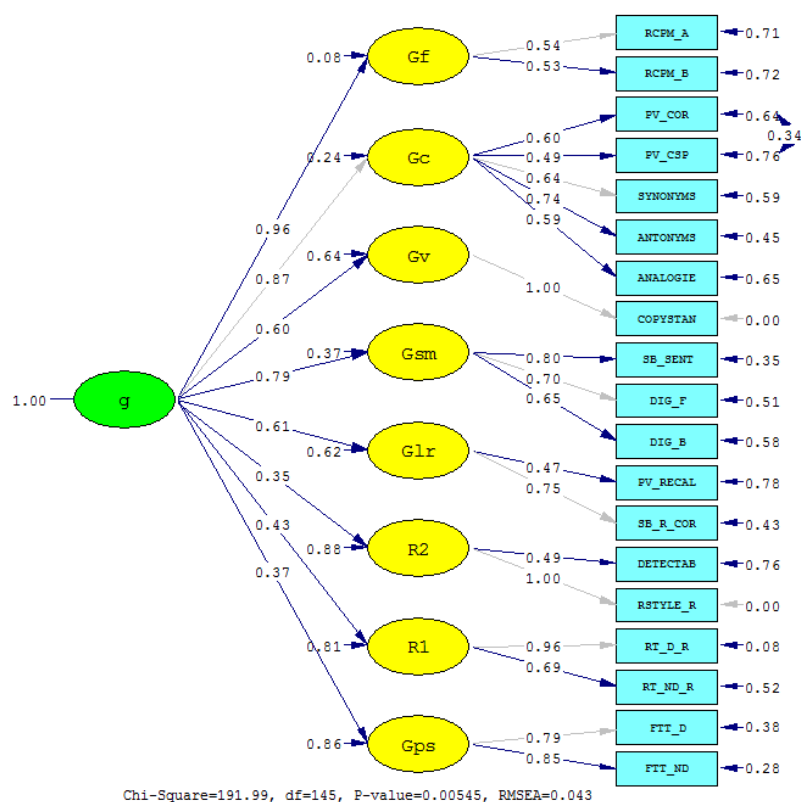 0.54
RCPM_A
0.71
0.08
Gf
0.53
RCPM_B
0.72
PV_COR
0.64
0.60
0.34
0.24
Gc
0.49
PV_CSP
0.76
0.64
SYNONYMS
0.59
0.74
0.96
0.59
ANTONYMS
0.45
0.64
Gv
ANALOGIE
0.65
0.87
1.00
COPYSTAN
0.00
0.60
0.37
Gsm
0.80
SB_SENT
0.35
0.79
0.70
1.00
g
0.65
DIG_F
0.51
0.61
0.62
Glr
DIG_B
0.58
0.35
0.47
PV_RECAL
0.78
0.75
0.43
SB_R_COR
0.43
0.88
R2
0.49
DETECTAB
0.76
0.37
1.00
RSTYLE_R
0.00
0.81
R1
0.96
RT_D_R
0.08
0.69
RT_ND_R
0.52
0.86
Gps
0.79
FTT_D
0.38
0.85
FTT_ND
0.28
Chi-Square=191.99, df=145, P-value=0.00545, RMSEA=0.043